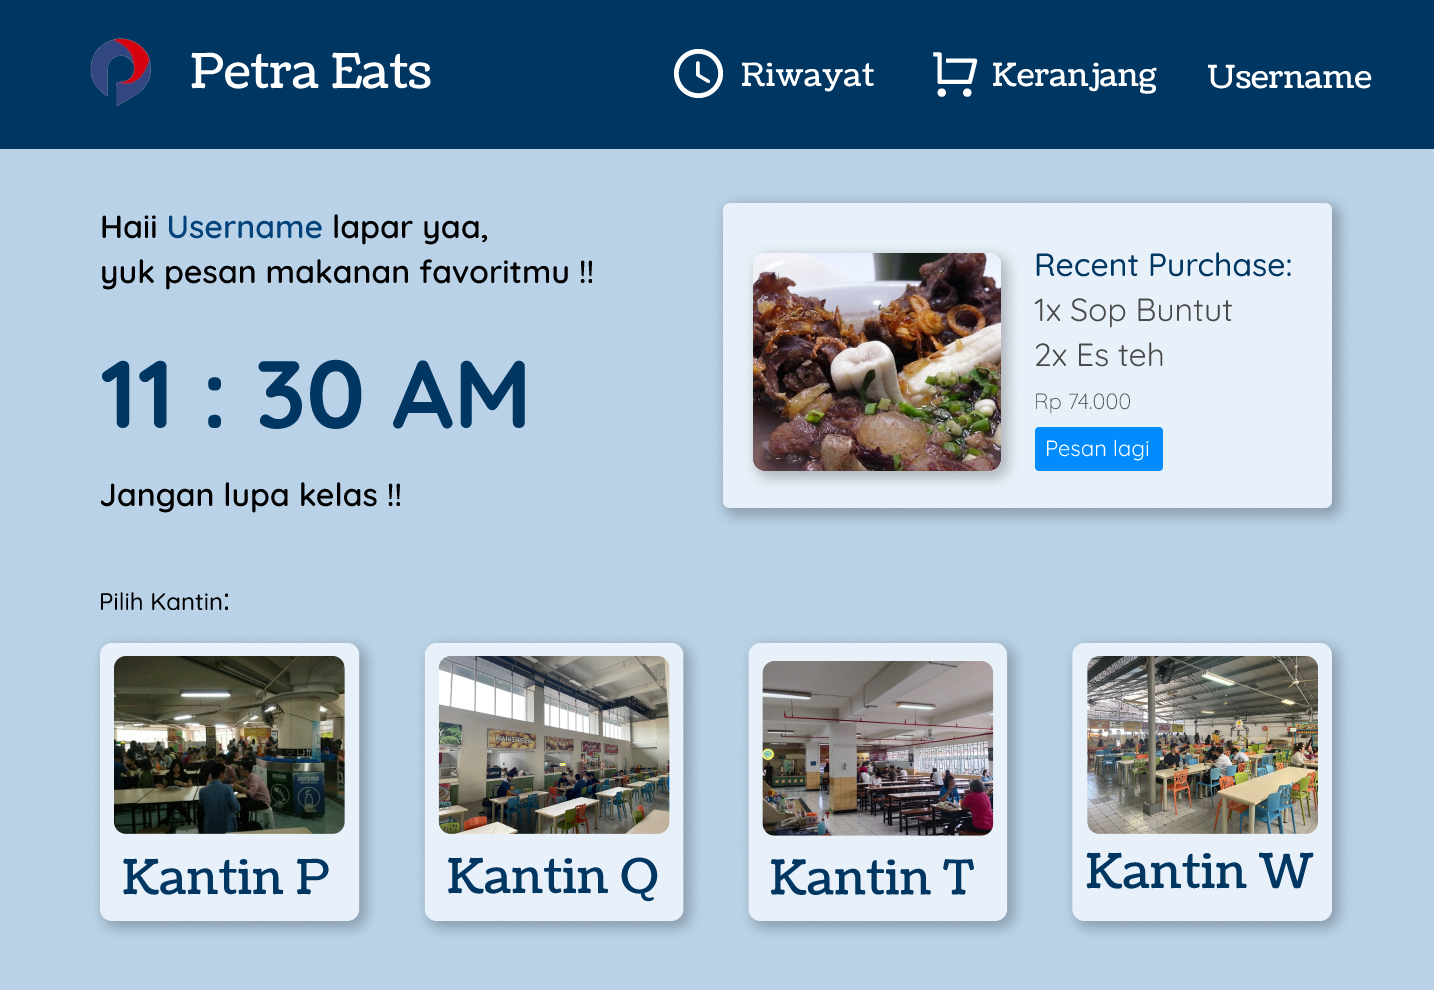 Petra Eats
Riwayat
Keranjang
Username
Haii Username lapar yaa,
yuk pesan makanan favoritmu !!
11 : 30 AM
Jangan lupa kelas !!
Recent Purchase:
1x Sop Buntut
2x Es teh
Rp 74.000
Pesan lagi
Pilih Kantin:
Kantin P
Kantin Q
Kantin T
Kantin W